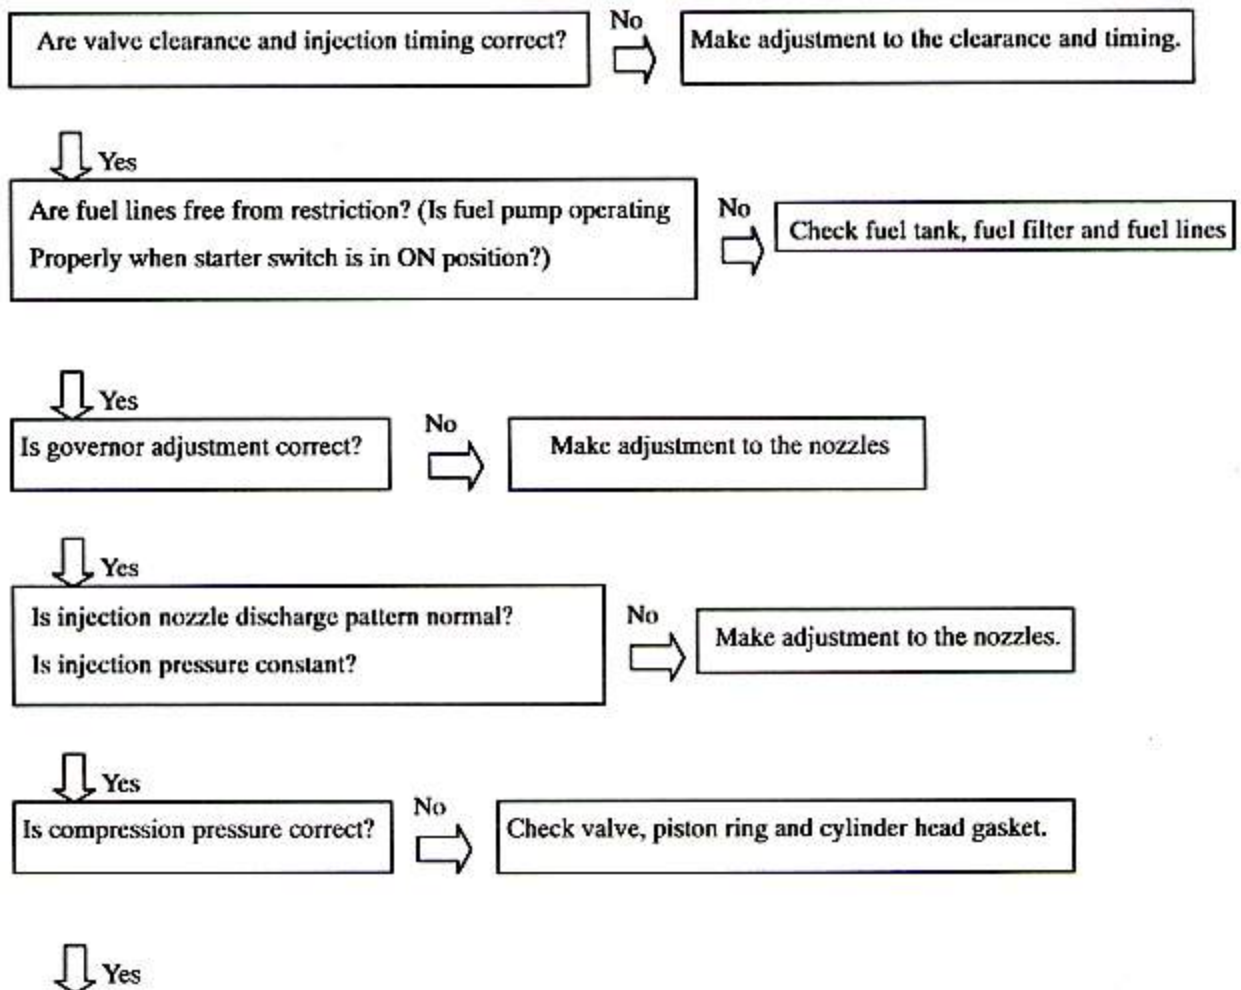 Are valve clearance and injection timing correct?
No
Make adjustment to the clearance and timing.
Yes
Are fuel lines free from restriction? (Is fuel pump operating
Properly when starter switch is in ON position?)
No
Check fuel tank, fuel filter and fuel lines
Yes
Is governor adjustment correct?
No
Make adjustment to the nozzles
Yes
Is injection nozzle discharge pattern normal?
Is injection pressure constant?
No
Make adjustment to the nozzles.
Yes
Is compression pressure correct?
No
Check valve, piston ring and cylinder head gasket.
Yes